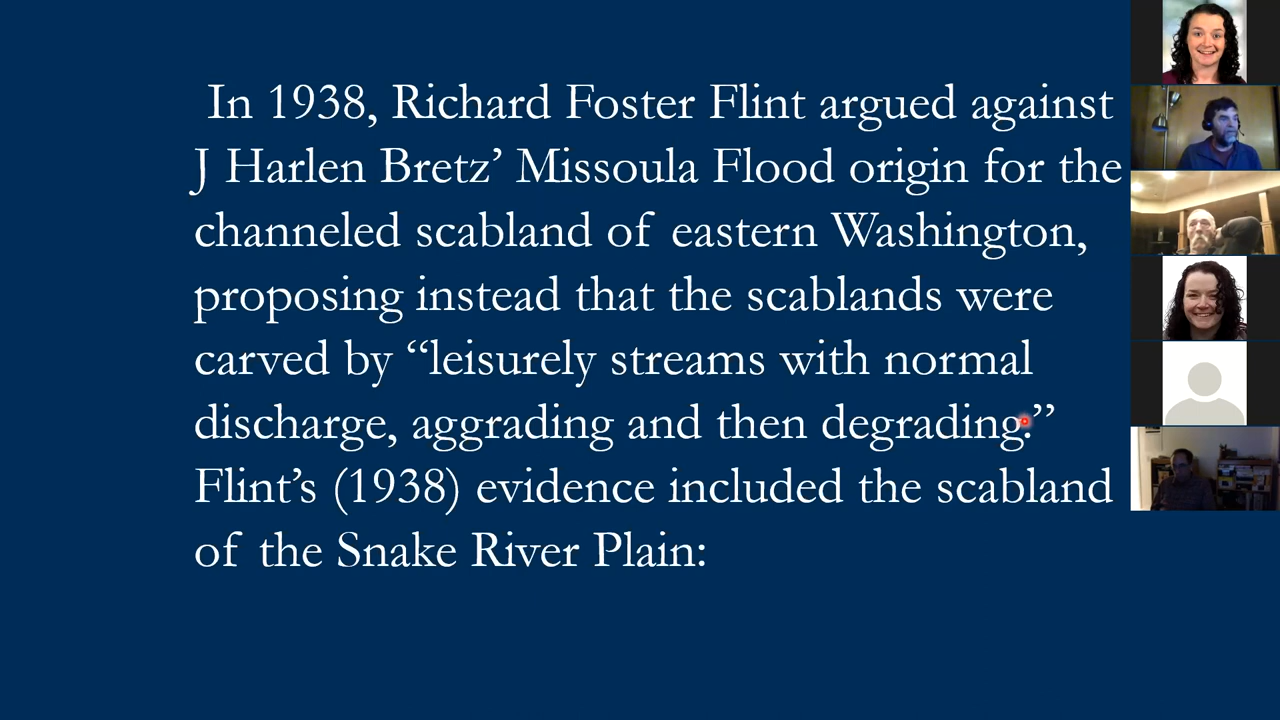 In 1938, Richard Foster Flint argued against
J Harlen Bretz’ Missoula Flood origin for the
channeled scabland of eastern Washington,
proposing instead that the scablands were
carved by “leisurely streams with normal
discharge, aggrading and then degrading.”
Flint’s (1938) evidence included the scabland
of the Snake River Plain: